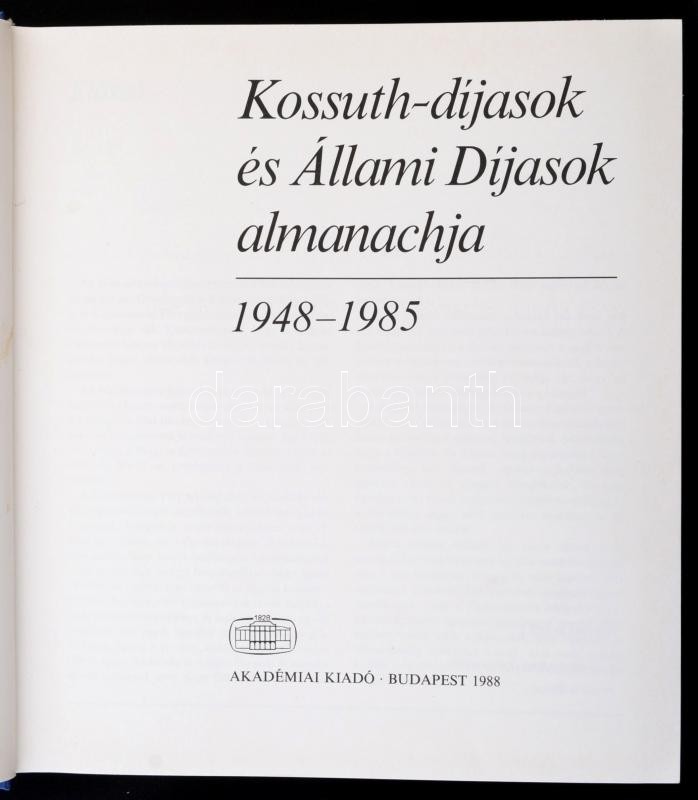 Kossuth-díjasok
és Állami Díjasok
almanachja
1948–1985
darabanth
1828
AKADÉMIAI KIADÓ · BUDAPEST 1988